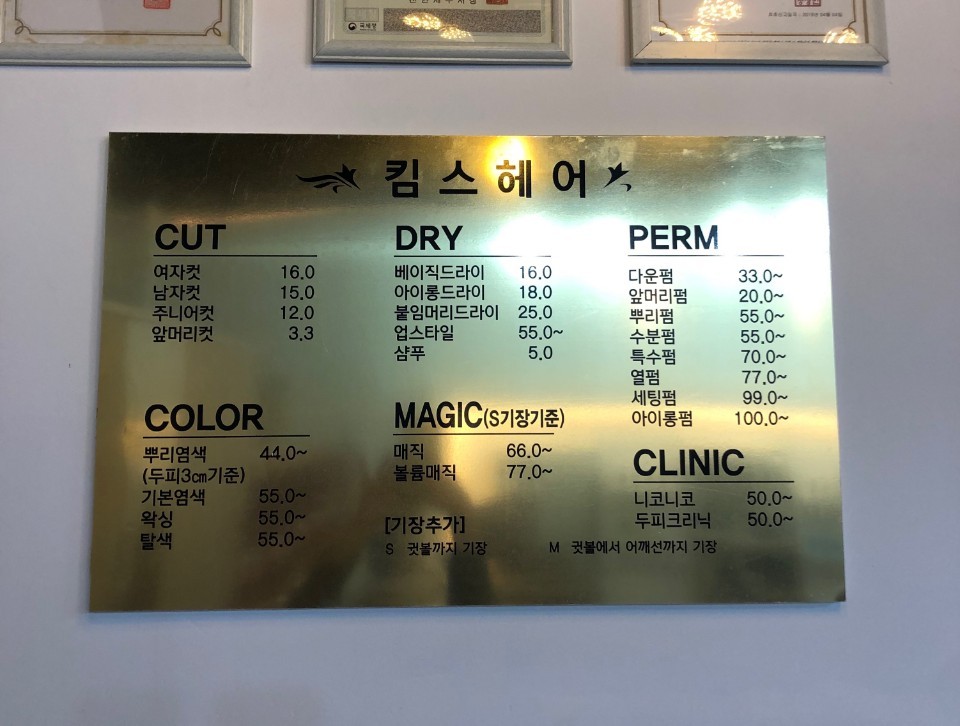 킴스헤어
CUT
여자컷 16.0
남자컷 15.0
주니어컷 12.0
앞머리컷 3.3
DRY
베이직드라이 16.0
아이롱드라이 18.0
붙임머리드라이 25.0
업스타일 55.0~
샴푸 5.0
PERM
다운펌 33.0~
앞머리펌 20.0~
뿌리펌 55.0~
수분펌 55.0~
특수펌 70.0~
열펌 77.0~
세팅펌 99.0~
아이롱펌 100.0~
COLOR
뿌리염색 44.0~
(두피3㎝기준)
기본염색 55.0~
왁싱 55.0~
탈색 55.0~
MAGIC(S기장기준)
매직 66.0~
볼륨매직 77.0~
CLINIC
니코니코 50.0~
두피크리닉 50.0~
[기장추가]
S 귓볼까지 기장 M 귓볼에서 어깨선까지 기장